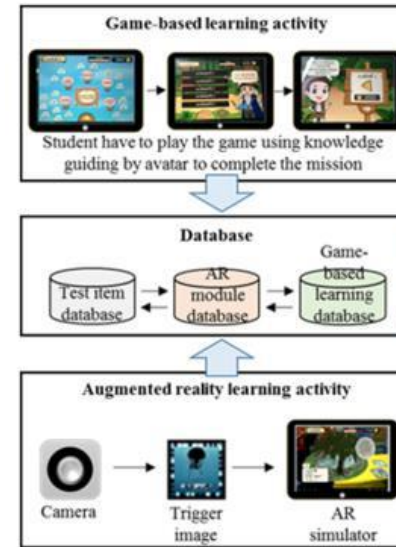 Game-based learning activity
Student have to play the game using knowledge
guiding by avatar to complete the mission
Database
Test item
database
AR
module
database
Game-
based
learning
database
Augmented reality learning activity
Camera
Trigger
image
AR
simulator